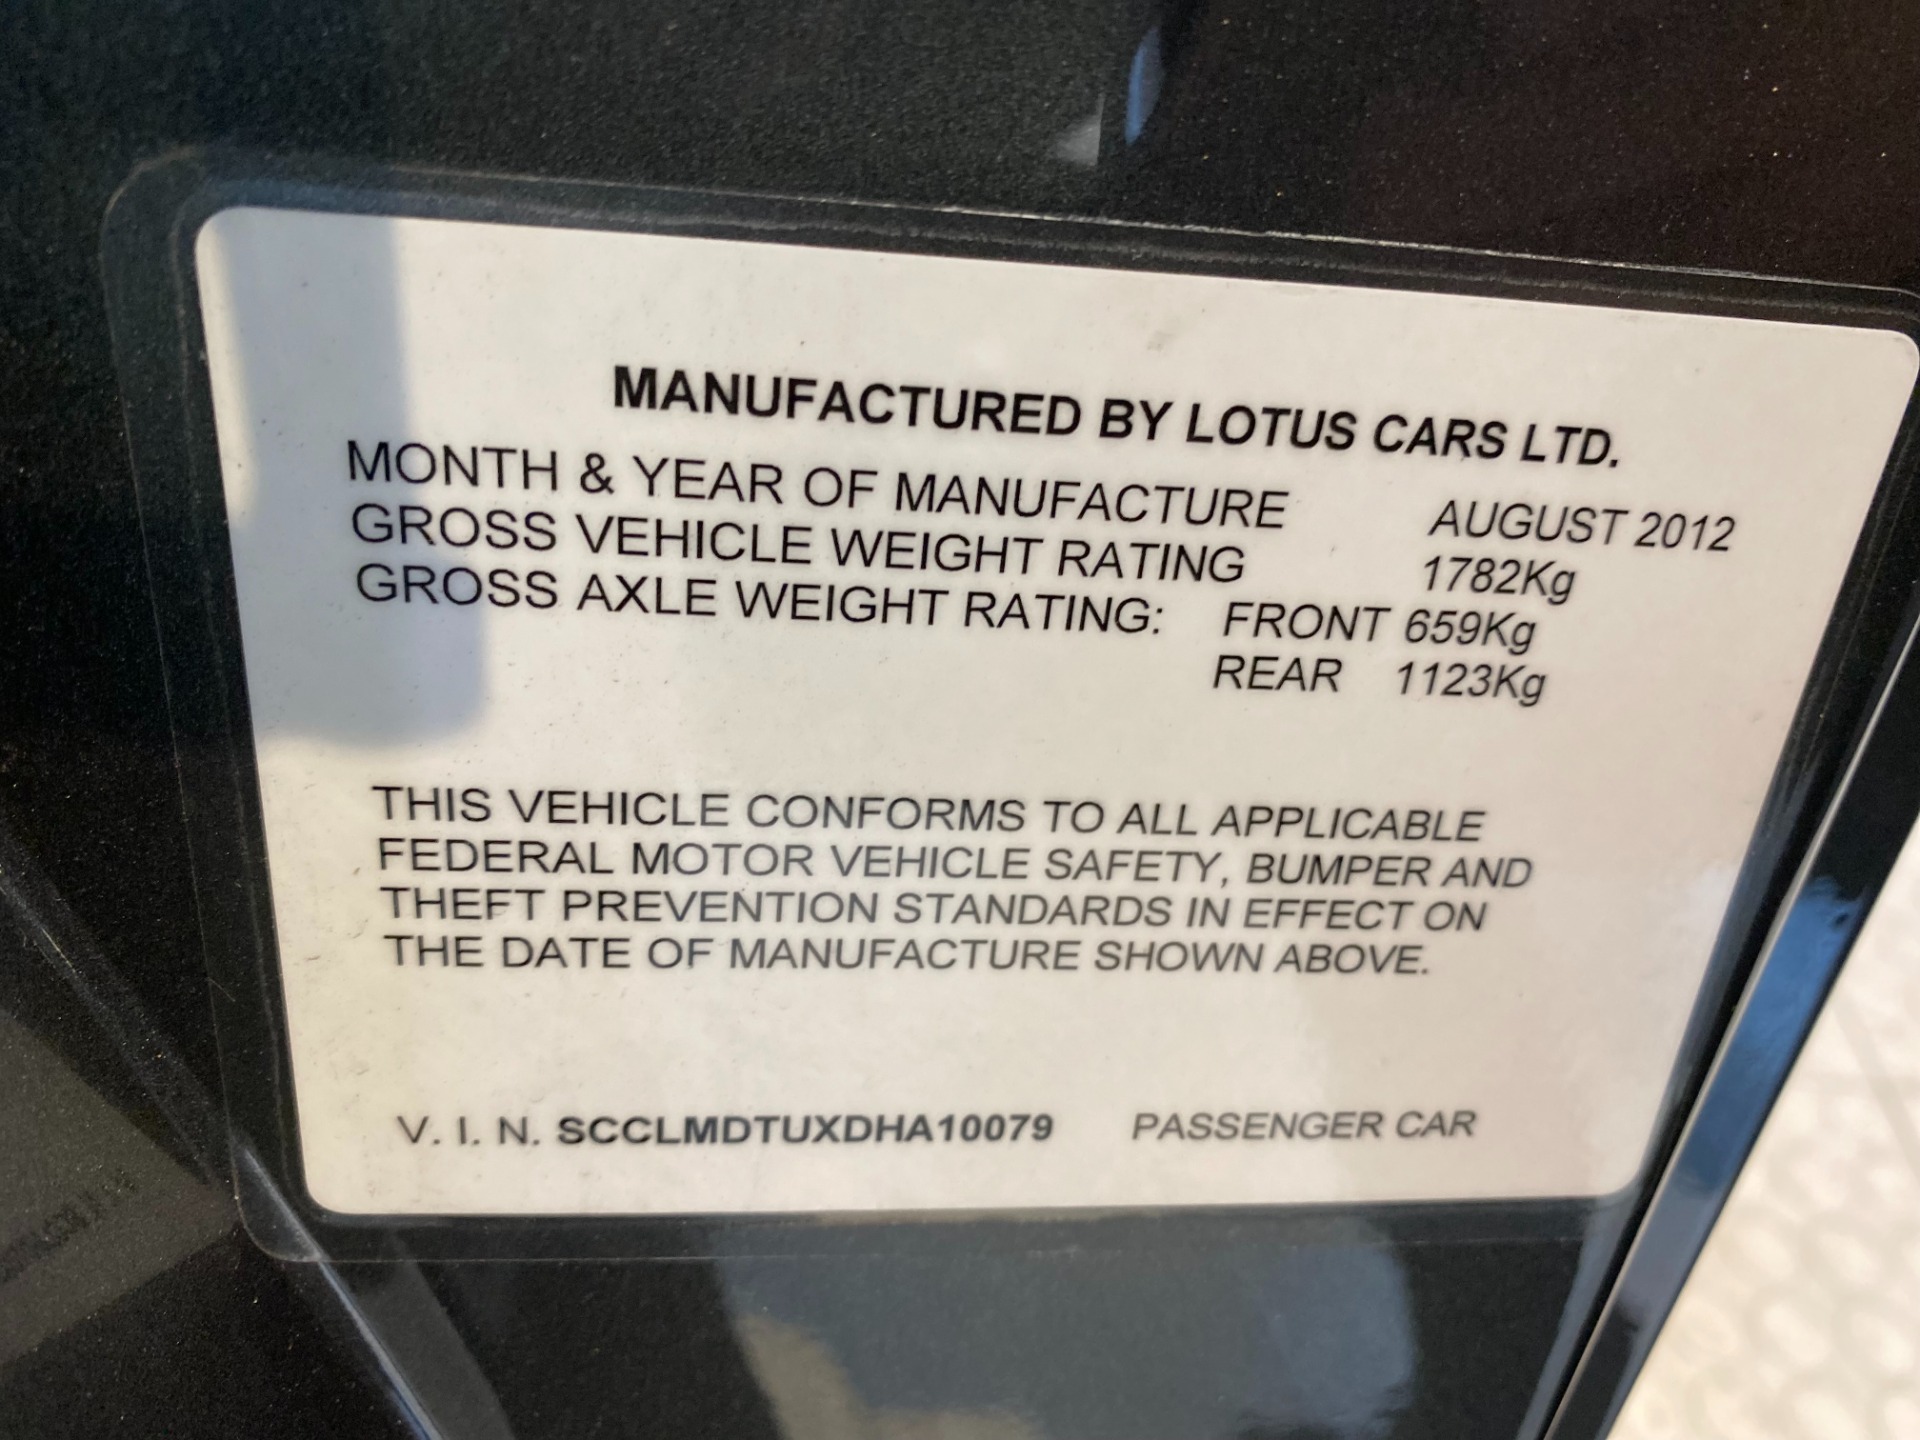 MANUFACTURED BY LOTUS CARS LTD.
MONTH & YEAR OF MANUFACTURE AUGUST 2012
GROSS VEHICLE WEIGHT RATING 1782Kg
GROSS AXLE WEIGHT RATING: FRONT 659Kg
REAR 1123Kg
THIS VEHICLE CONFORMS TO ALL APPLICABLE
FEDERAL MOTOR VEHICLE SAFETY, BUMPER AND
THEFT PREVENTION STANDARDS IN EFFECT ON
THE DATE OF MANUFACTURE SHOWN ABOVE.
V. I. N. SCCLMDTUXDHA10079 PASSENGER CAR